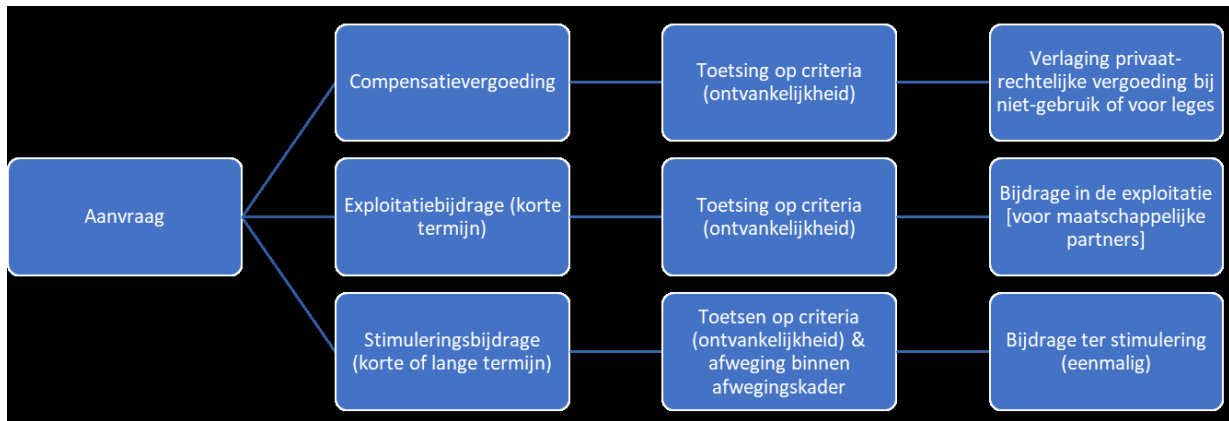 Compensatievergoeding
Toetsing op criteria
(ontvankelijkheid)
Verlaging privaat-
rechtelijke vergoeding bij
niet-gebruik of voor leges
Aanvraag
Exploitatiebijdrage (korte
termijn)
Toetsing op criteria
(ontvankelijkheid)
Bijdrage in de exploitatie
[voor maatschappelijke
partners]
Stimuleringsbijdrage
(korte of lange termijn)
Toetsen op criteria
(ontvankelijkheid) &
afweging binnen
afwegingskader
Bijdrage ter stimulering
(eenmalig)